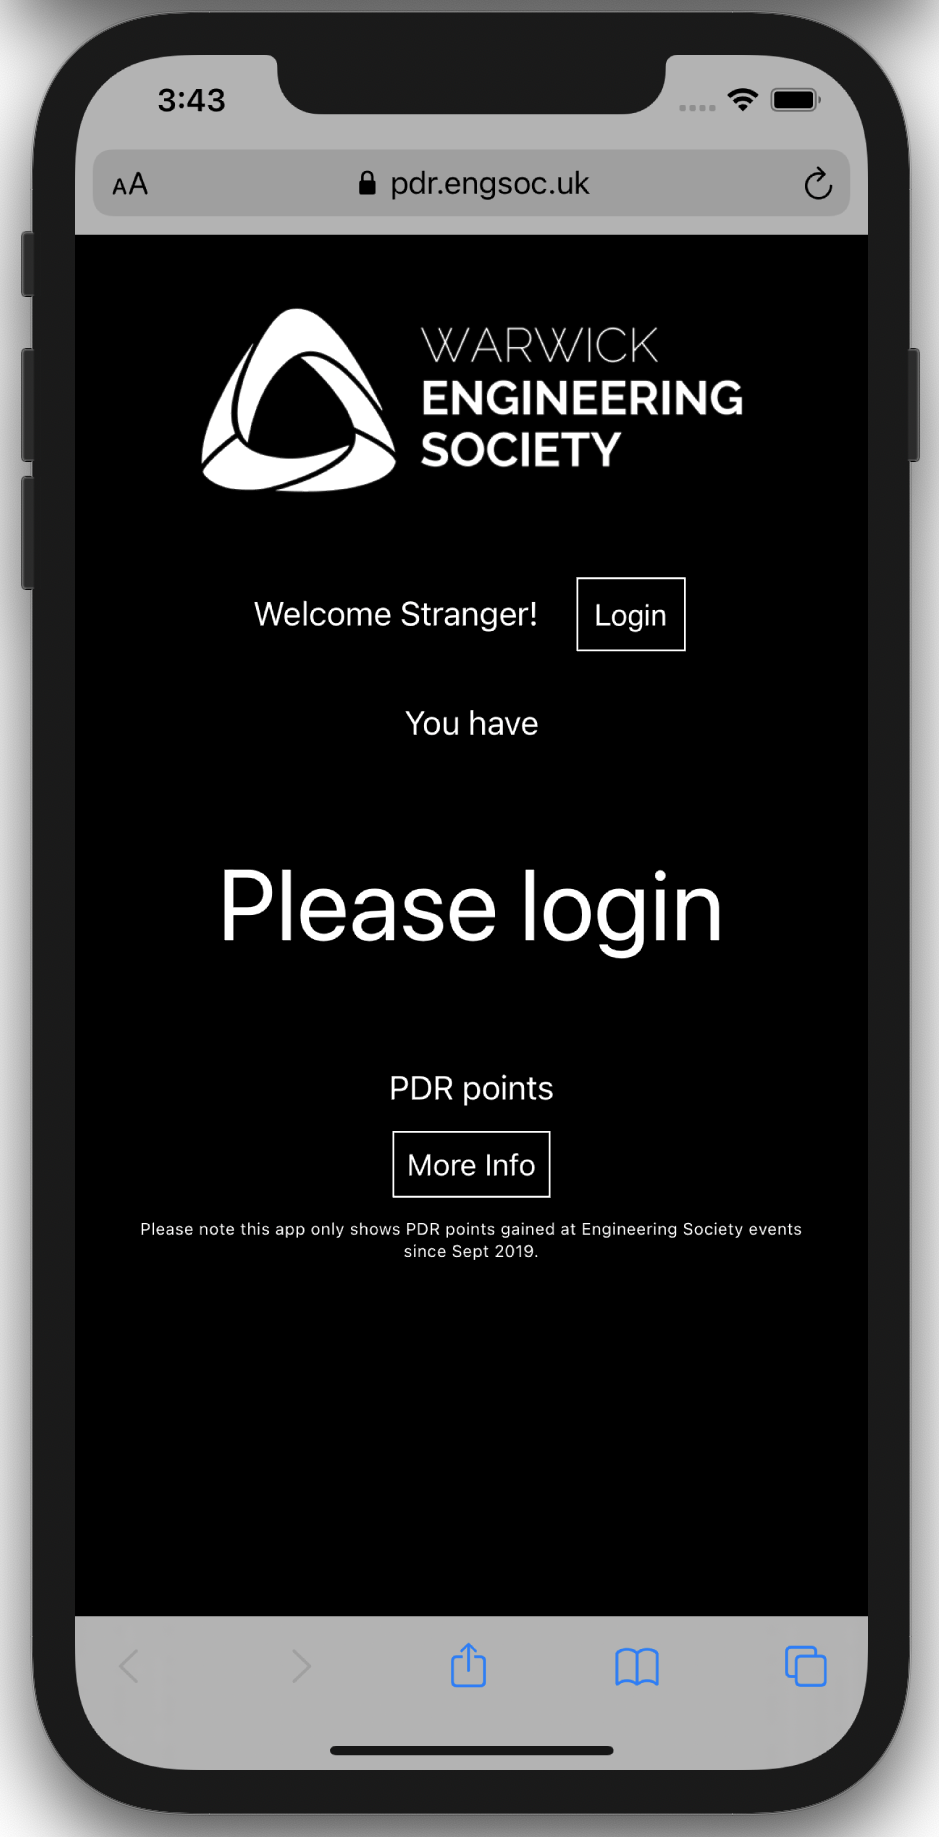 3:43
AA pdr.engsoc.uk
WARWICK
ENGINEERING
SOCIETY
Welcome Stranger! Login
You have
Please login
PDR points
More Info
Please note this app only shows PDR points gained at Engineering Society events
since Sept 2019.